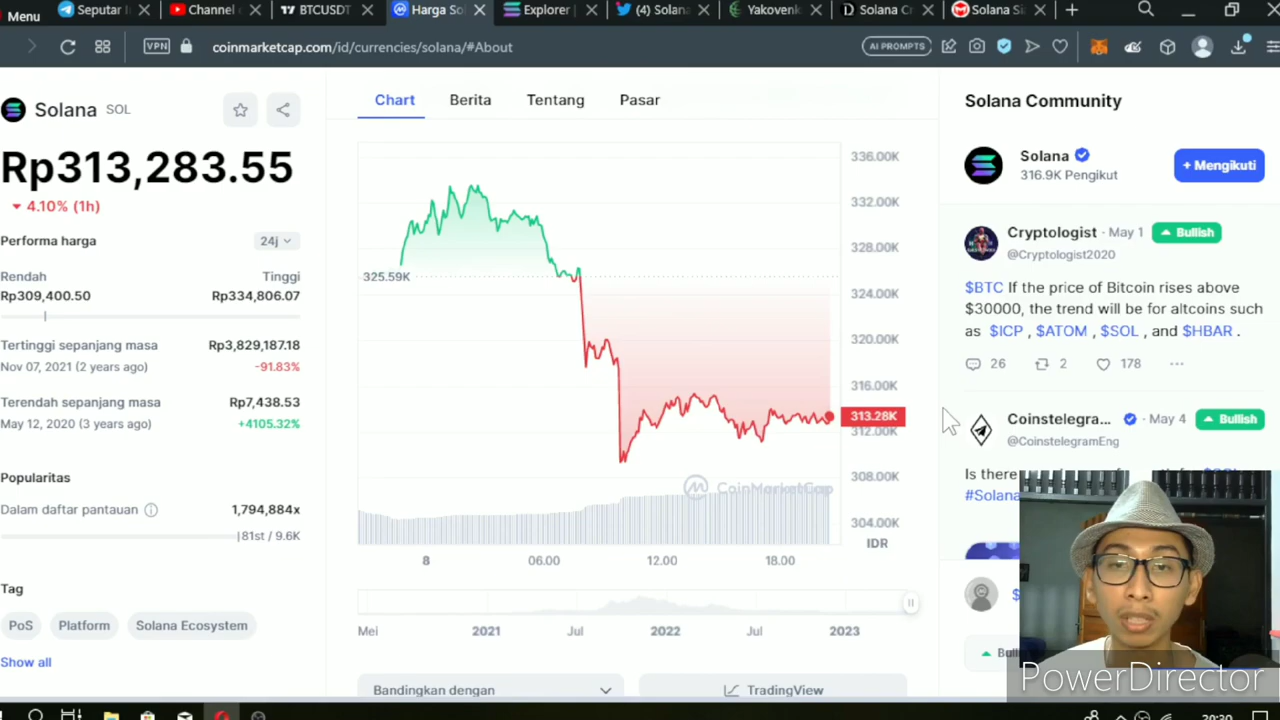 Menu
Seputar I
Channel
BTCUSDT
Harga So
Explorer
(4) Solana
Yakovenk
Solana C
Solana S
VPN
coinmarketcap.com/id/currencies/solana/#About
AI PROMPTS
Solana SOL
Rp313,283.55
4.10% (1h)
Performa harga
24j
Rendah
Tinggi
Rp309,400.50
Rp334,806.07
Tertinggi sepanjang masa
Rp3,829,187.18
Nov 07, 2021 (2 years ago)
-91.83%
Terendah sepanjang masa
Rp7,438.53
May 12, 2020 (3 years ago)
+4105.32%
Popularitas
Dalam daftar pantauan
1,794,884x
81st / 9.6K
Tag
PoS
Platform
Solana Ecosystem
Show all
Chart
Berita
Tentang
Pasar
336.00K
332.00K
328.00K
325.59K
324.00K
320.00K
316.00K
313.28K
312.00K
308.00K
CoinMarketCap
304.00K
IDR
8
06.00
12.00
18.00
Mei
2021
Jul
2022
Jul
2023
Bandingkan dengan
TradingView
Solana Community
Solana
316.9K Pengikut
+ Mengikuti
Cryptologist · May 1
Bullish
@Cryptologist2020
$BTC If the price of Bitcoin rises above
$30000, the trend will be for altcoins such
as $ICP , $ATOM , $SOL , and $HBAR .
26
2
178
Coinstelegra... · May 4
Bullish
@CoinstelegramEng
Is there
#Solana
$
Bull
PowerDirector
20:30